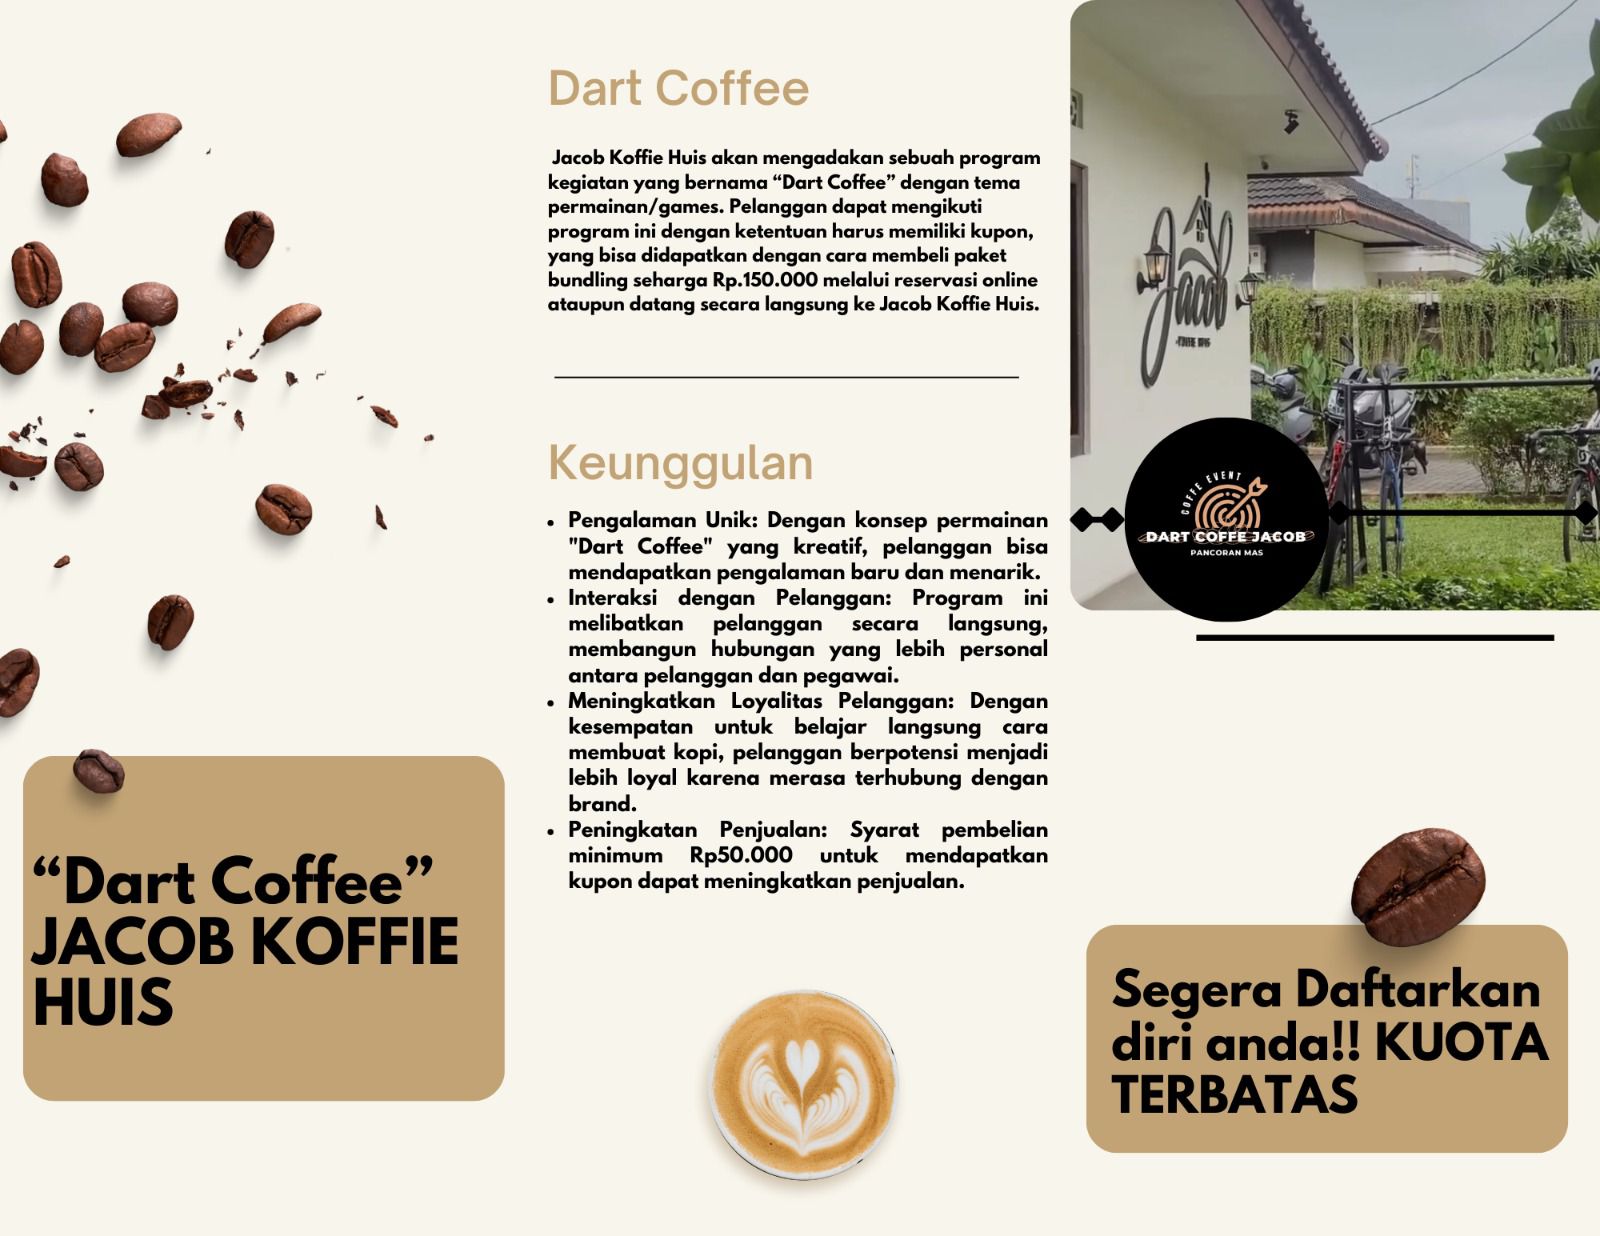 “Dart Coffee”
JACOB KOFFIE
HUIS
Dart Coffee
Jacob Koffie Huis akan mengadakan sebuah program
kegiatan yang bernama “Dart Coffee” dengan tema
permainan/games. Pelanggan dapat mengikuti
program ini dengan ketentuan harus memiliki kupon,
yang bisa didapatkan dengan cara membeli paket
bundling seharga Rp.150.000 melalui reservasi online
ataupun datang secara langsung ke Jacob Koffie Huis.
Keunggulan
• Pengalaman Unik: Dengan konsep permainan
"Dart Coffee" yang kreatif, pelanggan bisa
mendapatkan pengalaman baru dan menarik.
• Interaksi dengan Pelanggan: Program ini
melibatkan pelanggan secara langsung,
membangun hubungan yang lebih personal
antara pelanggan dan pegawai.
• Meningkatkan Loyalitas Pelanggan: Dengan
kesempatan untuk belajar langsung cara
membuat kopi, pelanggan berpotensi menjadi
lebih loyal karena merasa terhubung dengan
brand.
• Peningkatan Penjualan: Syarat pembelian
minimum Rp50.000 untuk mendapatkan
kupon dapat meningkatkan penjualan.
Jacob
KOFFIE HUIS
COFFE EVENT
DART COFFE JACOB
PANCORAN MAS
Segera Daftarkan
diri anda!! KUOTA
TERBATAS